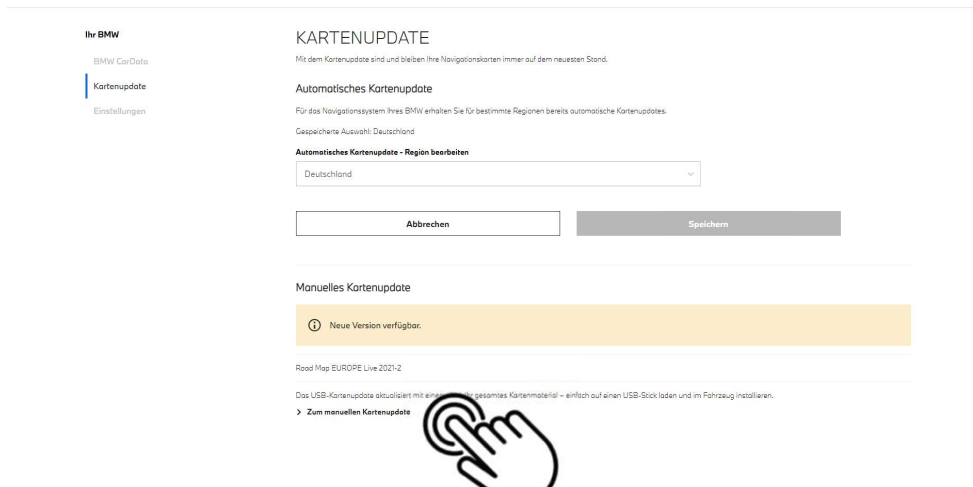 Ihr BMW
BMW CarData
Kartenupdate
Einstellungen
KARTENUPDATE
Mit dem Kartenupdate sind und bleiben Ihre Navigationskarten immer auf dem neuesten Stand.
Automatisches Kartenupdate
Für das Navigationssystem Ihres BMW erhalten Sie für bestimmte Regionen bereits automatische Kartenupdates.
Gespeicherte Auswahl: Deutschland
Automatisches Kartenupdate - Region bearbeiten
Deutschland
Abbrechen Speichern
Manuelles Kartenupdate
Neue Version verfügbar.
Road Map EUROPE Live 2021-2
Das USB-Kartenupdate aktualisiert mit einem Ihr gesamtes Kartenmaterial – einfach auf einen USB-Stick laden und im Fahrzeug installieren.
Zum manuellen Kartenupdate